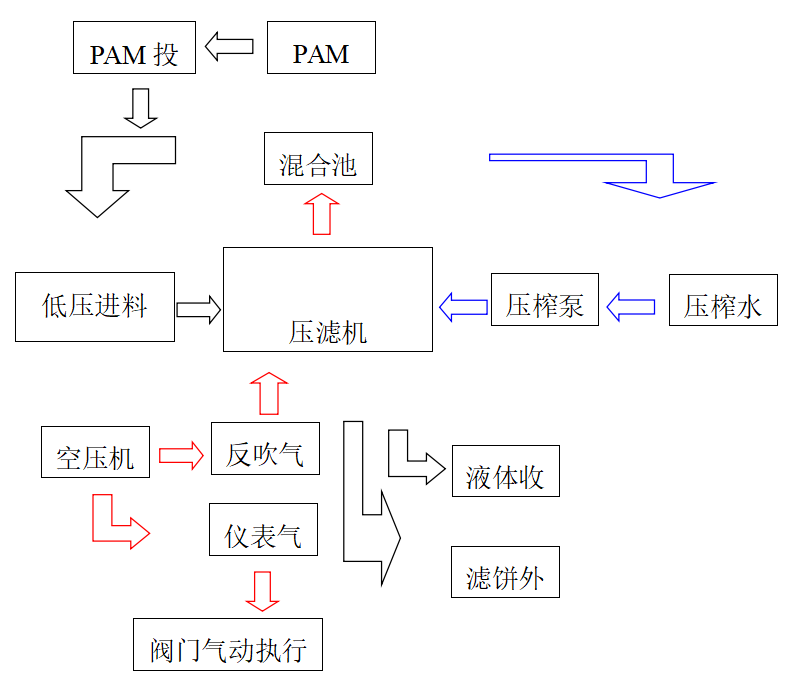 PAM 投
PAM
混合池
低压进料
压滤机
压榨泵
压榨水
空压机
反吹气
液体收
仪表气
滤饼外
阀门气动执行